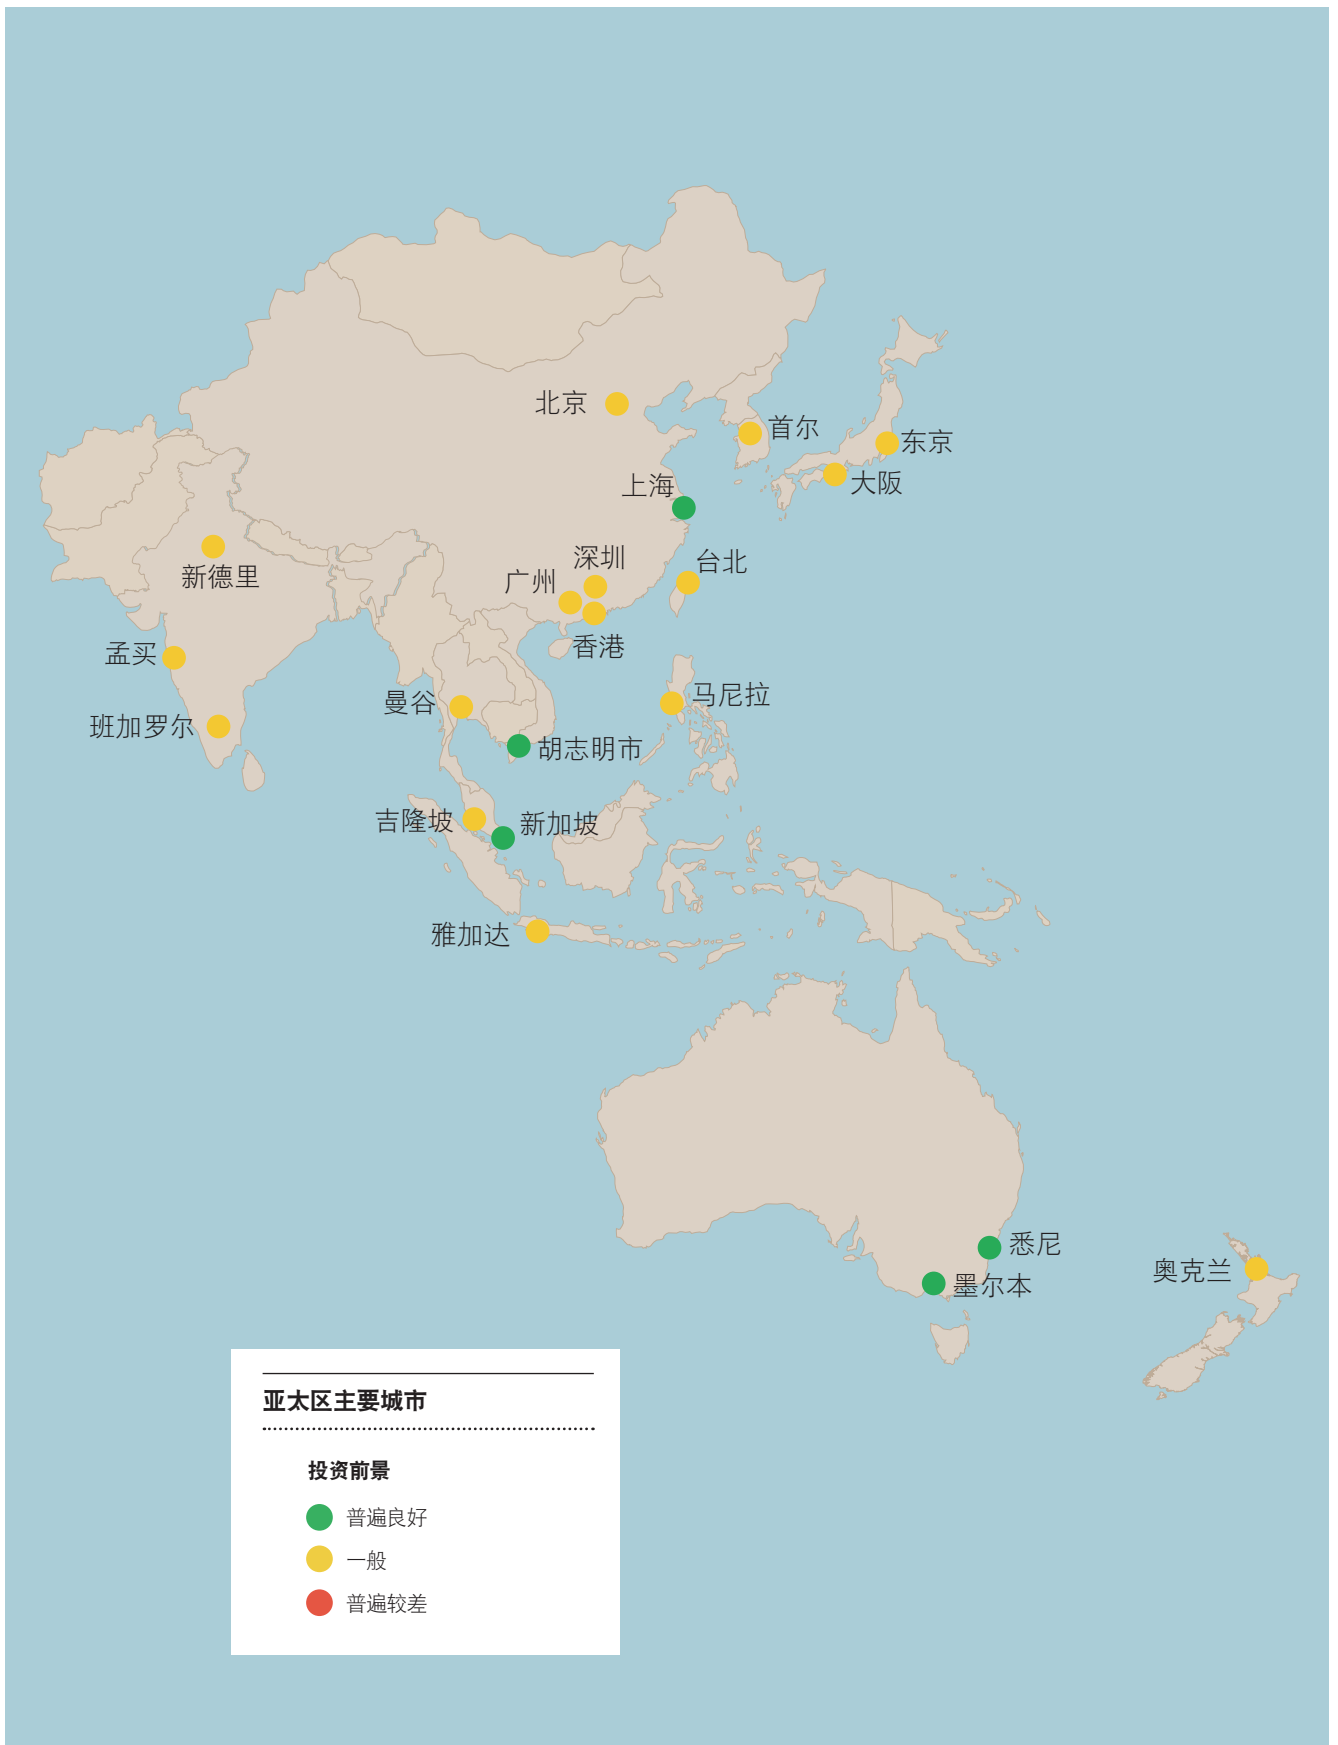 北京
首尔
东京
大阪
上海
深圳
台北
广州
新德里
香港
孟买
马尼拉
曼谷
班加罗尔
胡志明市
吉隆坡
新加坡
雅加达
悉尼
奥克兰
墨尔本
亚太区主要城市
投资前景
普遍良好
一般
普遍较差